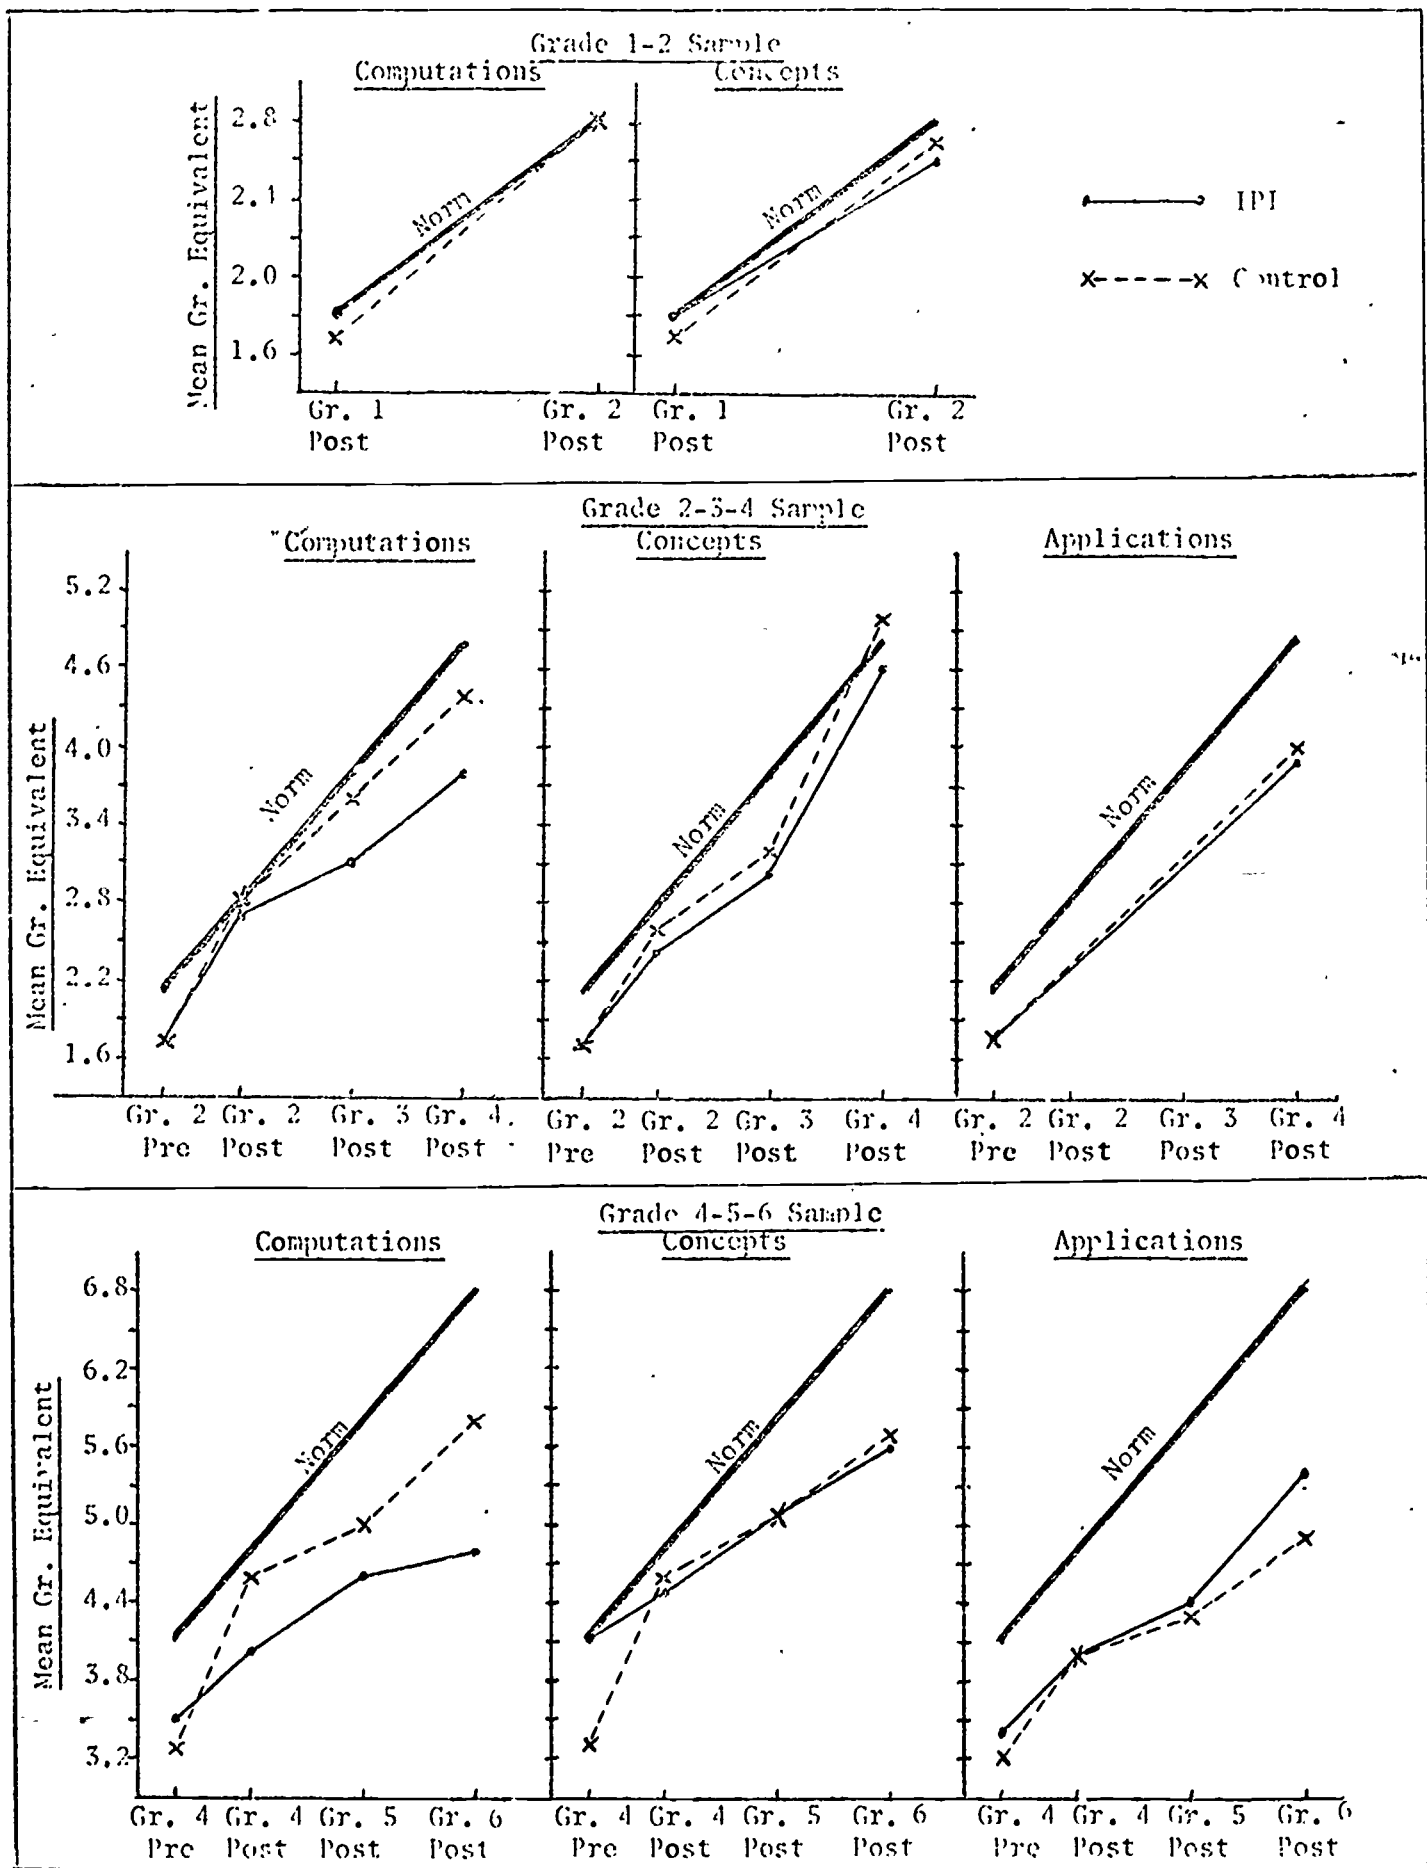 Grade 1-2 Sample
Computations Concepts
Mean Gr. Equivalent
2.8
2.1
2.0
1.6
Norm
Norm
IPI
Control
Gr. 1 Gr. 2 Gr. 1 Gr. 2
Post Post Post Post
Grade 2-3-4 Sample
Computations Concepts Applications
Mean Gr. Equivalent
5.2
4.6
4.0
3.4
2.8
2.2
1.6
Norm
Norm
Norm
Gr. 2 Gr. 2 Gr. 3 Gr. 4 Gr. 2 Gr. 2 Gr. 3 Gr. 4 Gr. 2 Gr. 2 Gr. 3 Gr. 4
Pre Post Post Post Pre Post Post Post Pre Post Post Post
Grade 4-5-6 Sample
Computations Concepts Applications
Mean Gr. Equivalent
6.8
6.2
5.6
5.0
4.4
3.8
3.2
Norm
Norm
Norm
Gr. 4 Gr. 4 Gr. 5 Gr. 6 Gr. 4 Gr. 4 Gr. 5 Gr. 6 Gr. 4 Gr. 4 Gr. 5 Gr. 6
Pre Post Post Post Pre Post Post Post Pre Post Post Post